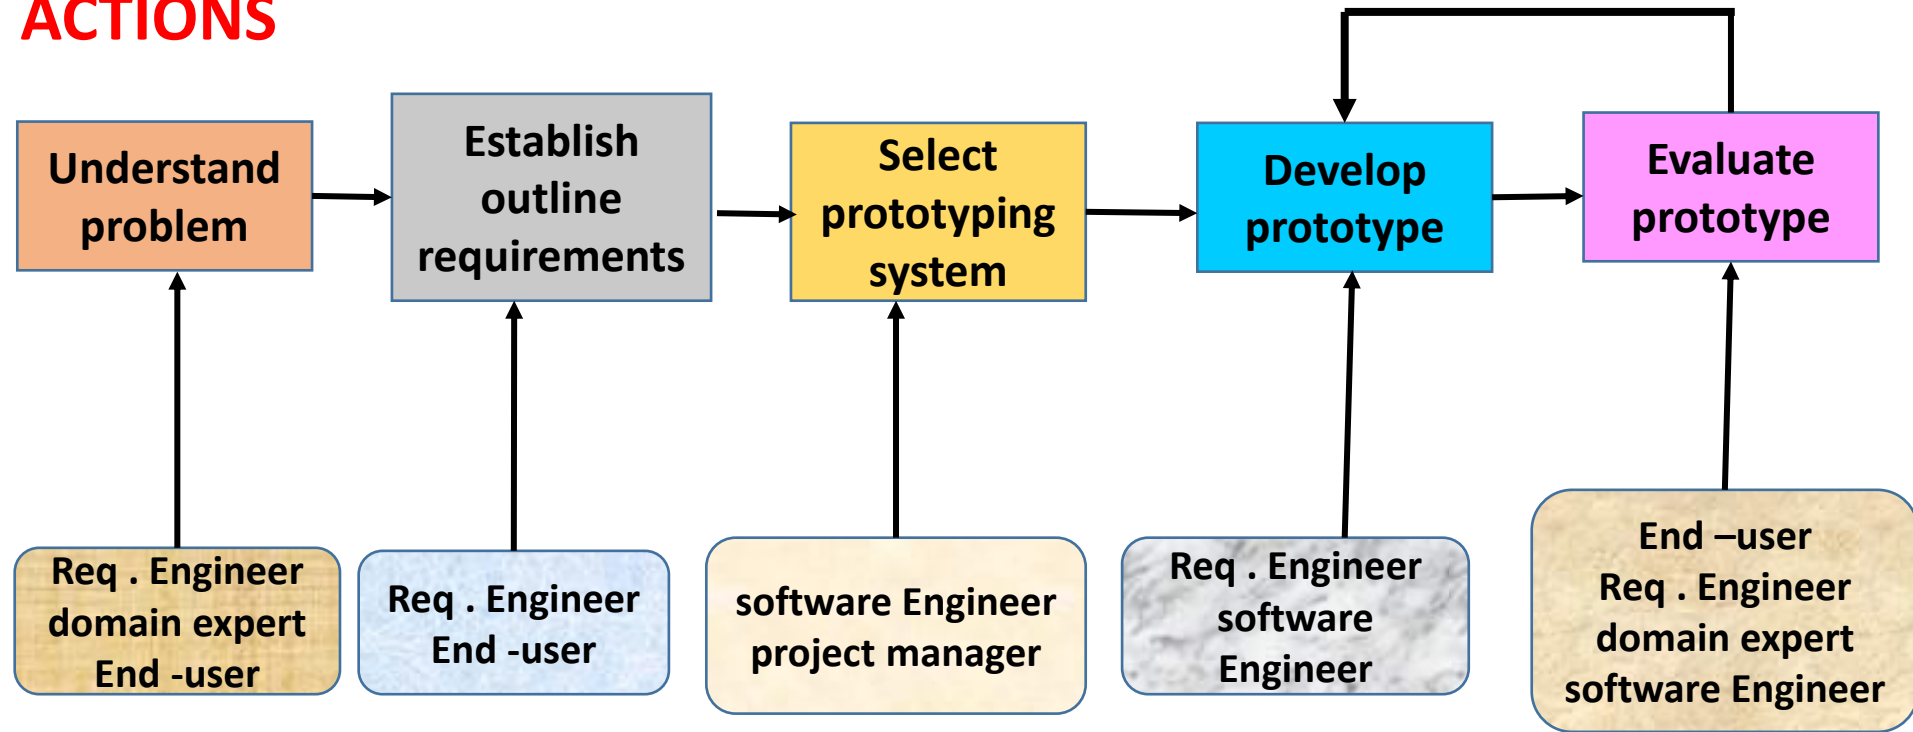 ACTIONS
Understand
problem
Establish
outline
requirements
Select
prototyping
system
Develop
prototype
Evaluate
prototype
Req . Engineer
domain expert
End -user
Req . Engineer
End -user
software Engineer
project manager
Req . Engineer
software
Engineer
End –user
Req . Engineer
domain expert
software Engineer